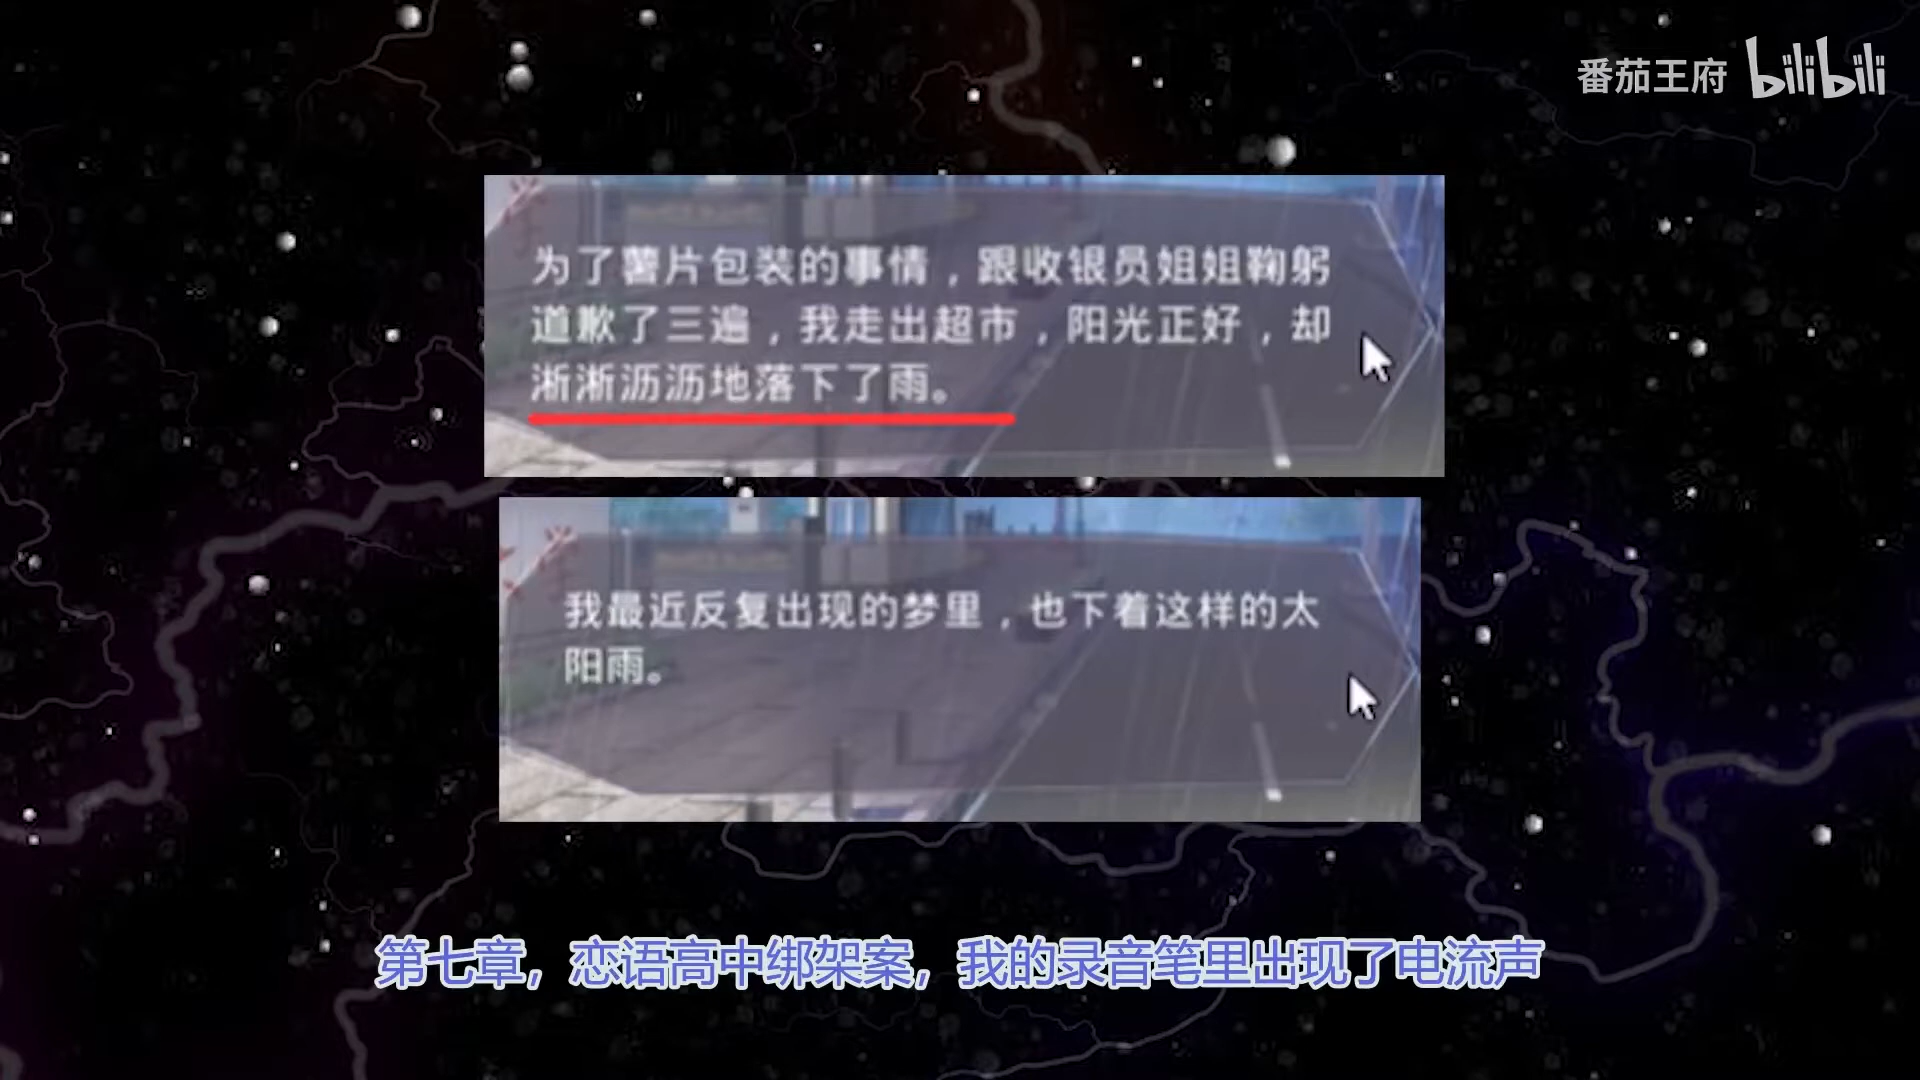 番茄王府 bilibili
为了薯片包装的事情，跟收银员姐姐鞠躬
道歉了三遍，我走出超市，阳光正好，却
淅淅沥沥地落下了雨。
我最近反复出现的梦里，也下着这样的太
阳雨。
第七章，恋语高中绑架案，我的录音笔里出现了电流声